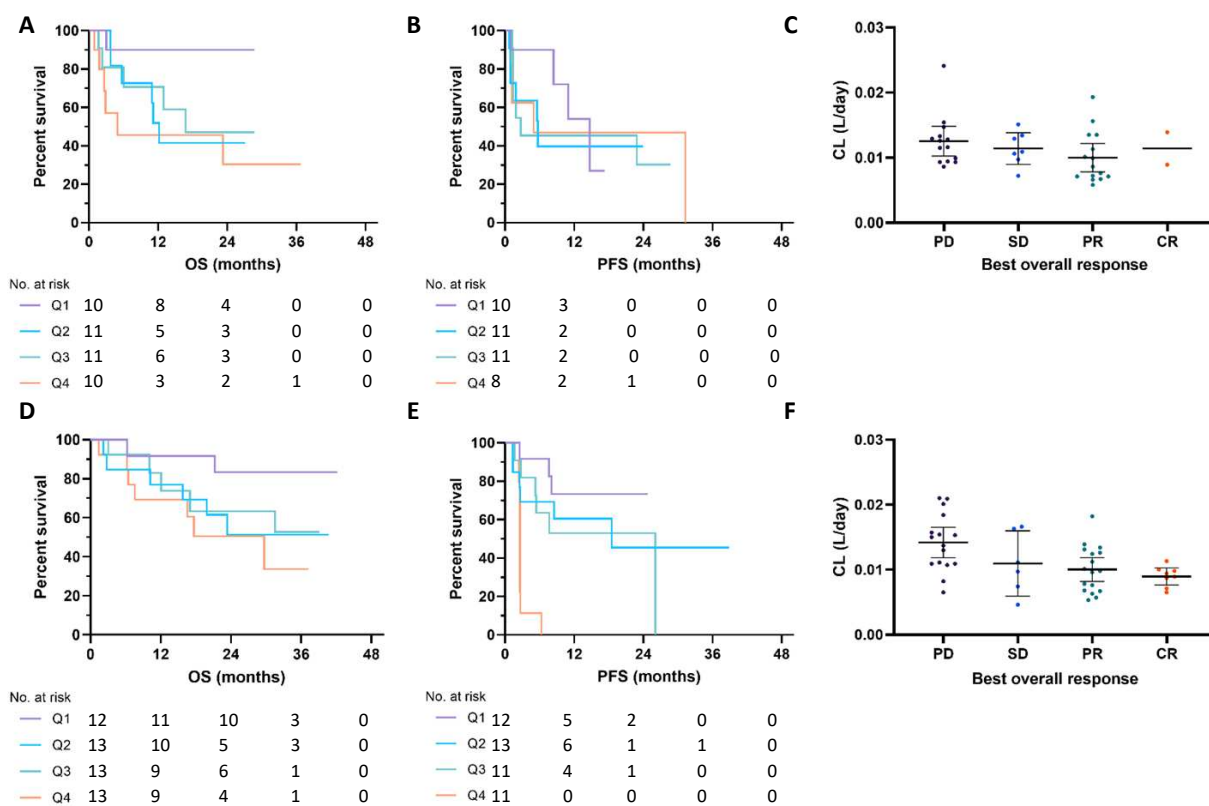 A
100
80
60
40
20
0
Percent survival
0 12 24 36 48
OS (months)
No. at risk
Q1 10 8 4 0 0
Q2 11 5 3 0 0
Q3 11 6 3 0 0
Q4 10 3 2 1 0
B
100
80
60
40
20
0
Percent survival
0 12 24 36 48
PFS (months)
No. at risk
Q1 10 3 0 0 0
Q2 11 2 0 0 0
Q3 11 2 0 0 0
Q4 8 2 1 0 0
C
0.03
0.02
0.01
0.00
CL (L/day)
PD SD PR CR
Best overall response
D
100
80
60
40
20
0
Percent survival
0 12 24 36 48
OS (months)
No. at risk
Q1 12 11 10 3 0
Q2 13 10 5 3 0
Q3 13 9 6 1 0
Q4 13 9 4 1 0
E
100
80
60
40
20
0
Percent survival
0 12 24 36 48
PFS (months)
No. at risk
Q1 12 5 2 0 0
Q2 13 6 1 1 0
Q3 11 4 1 0 0
Q4 11 0 0 0 0
F
0.03
0.02
0.01
0.00
CL (L/day)
PD SD PR CR
Best overall response